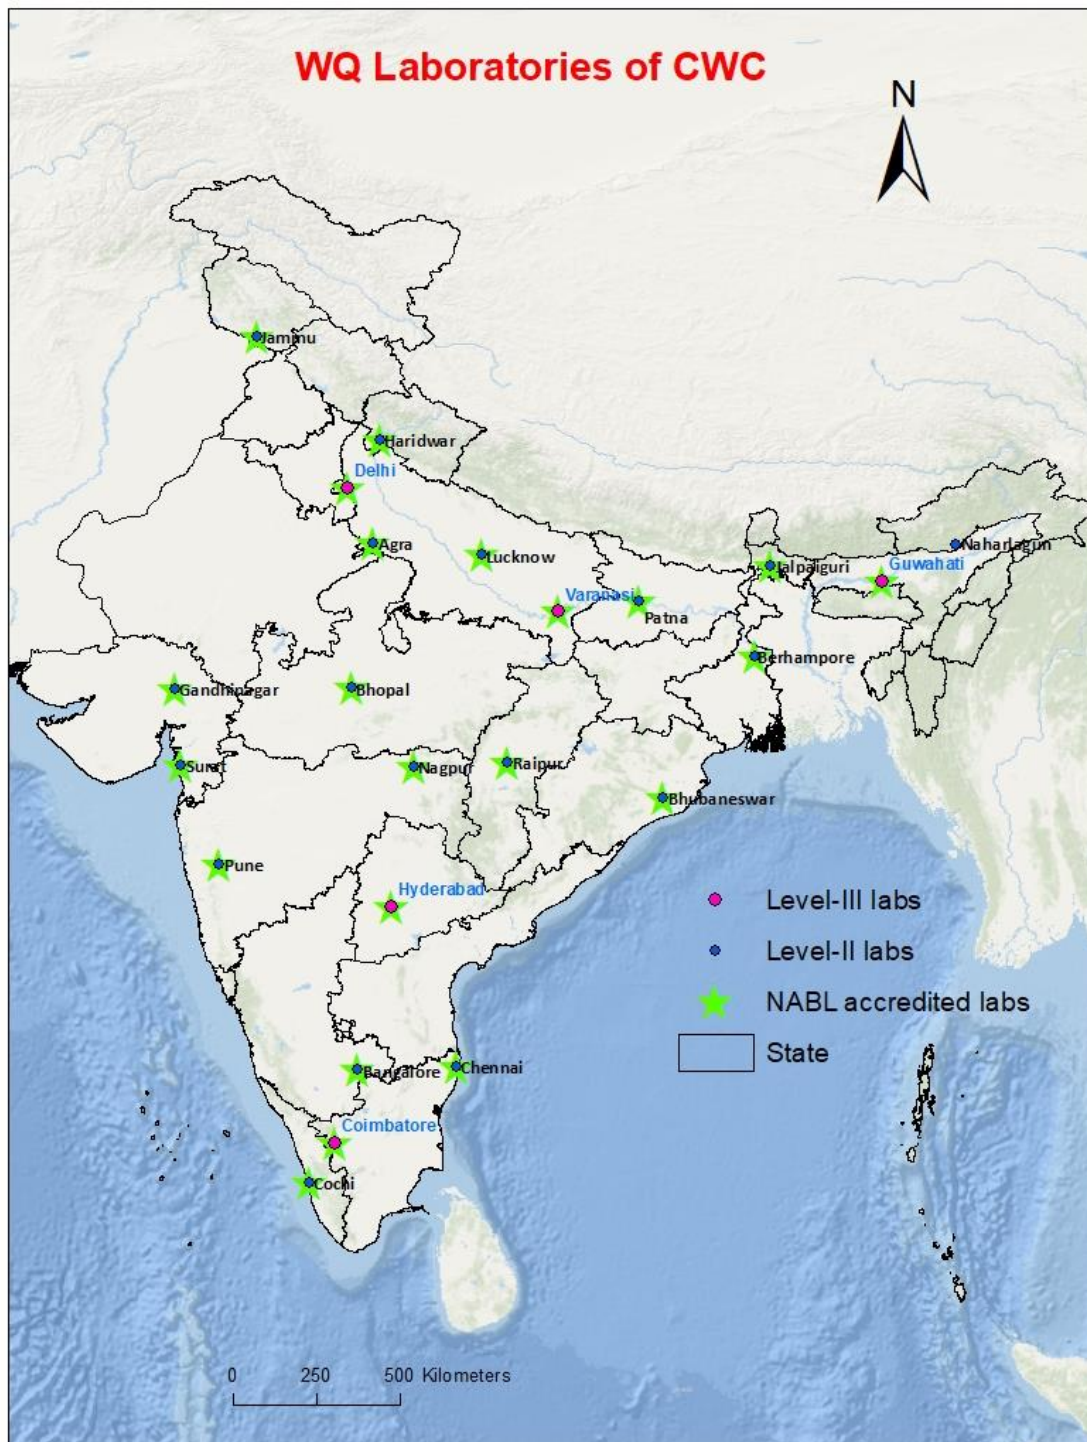 WQ Laboratories of CWC
N
Jammu
Haridwar
Delhi
Agra
Lucknow
Naharlagun
Jalpaiguri
Guwahati
Varanasi
Patna
Berhampore
Gandhinagar
Bhopal
Surat
Nagpur
Raipur
Bhubaneswar
Pune
Hyderabad
Level-III labs
Level-II labs
NABL accredited labs
State
Bangalore
Chennai
Coimbatore
Cochi
0 250 500 Kilometers